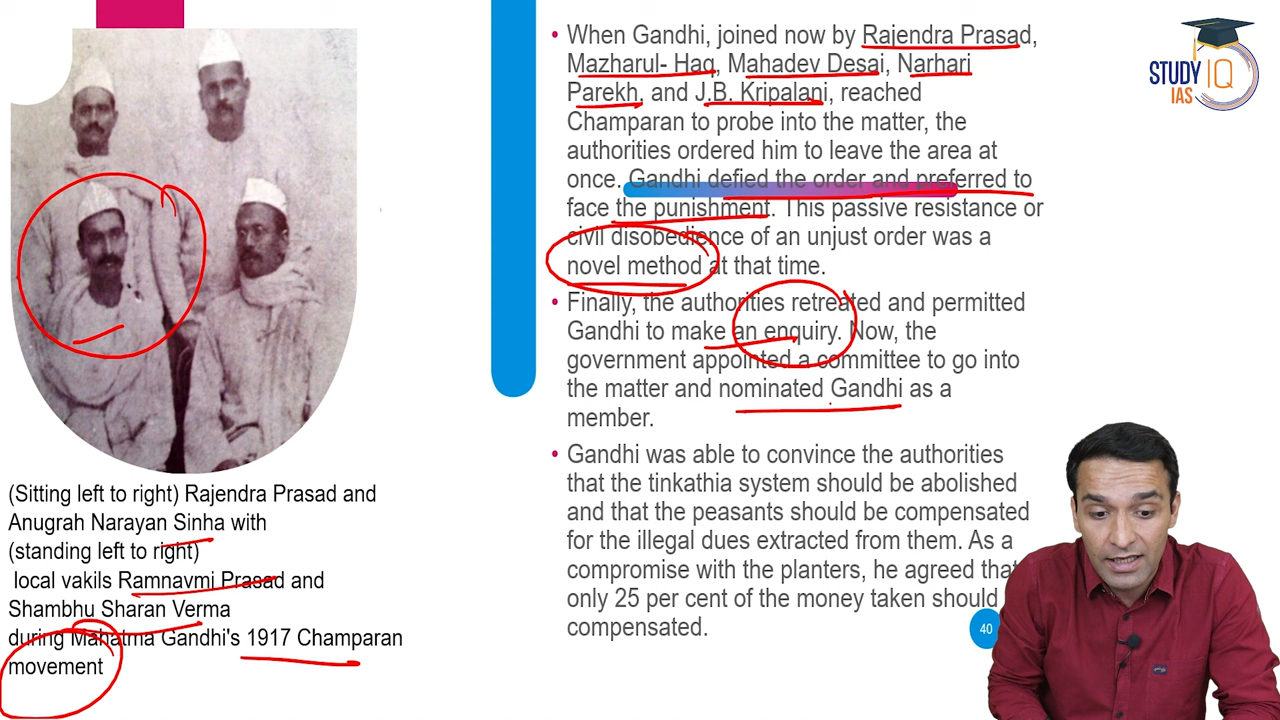 • When Gandhi, joined now by Rajendra Prasad,
Mazharul- Haq, Mahadev Desai, Narhari
Parekh, and J.B. Kripalani, reached
Champaran to probe into the matter, the
authorities ordered him to leave the area at
once. Gandhi defied the order and preferred to
face the punishment. This passive resistance or
civil disobedience of an unjust order was a
novel method at that time.
• Finally, the authorities retreated and permitted
Gandhi to make an enquiry. Now, the
government appointed a committee to go into
the matter and nominated Gandhi as a
member.
• Gandhi was able to convince the authorities
that the tinkathia system should be abolished
and that the peasants should be compensated
for the illegal dues extracted from them. As a
compromise with the planters, he agreed that
only 25 per cent of the money taken should
compensated.
(Sitting left to right) Rajendra Prasad and
Anugrah Narayan Sinha with
(standing left to right)
local vakils Ramnavmi Prasad and
Shambhu Sharan Verma
during Mahatma Gandhi's 1917 Champaran
movement
STUDY IQ
IAS
40